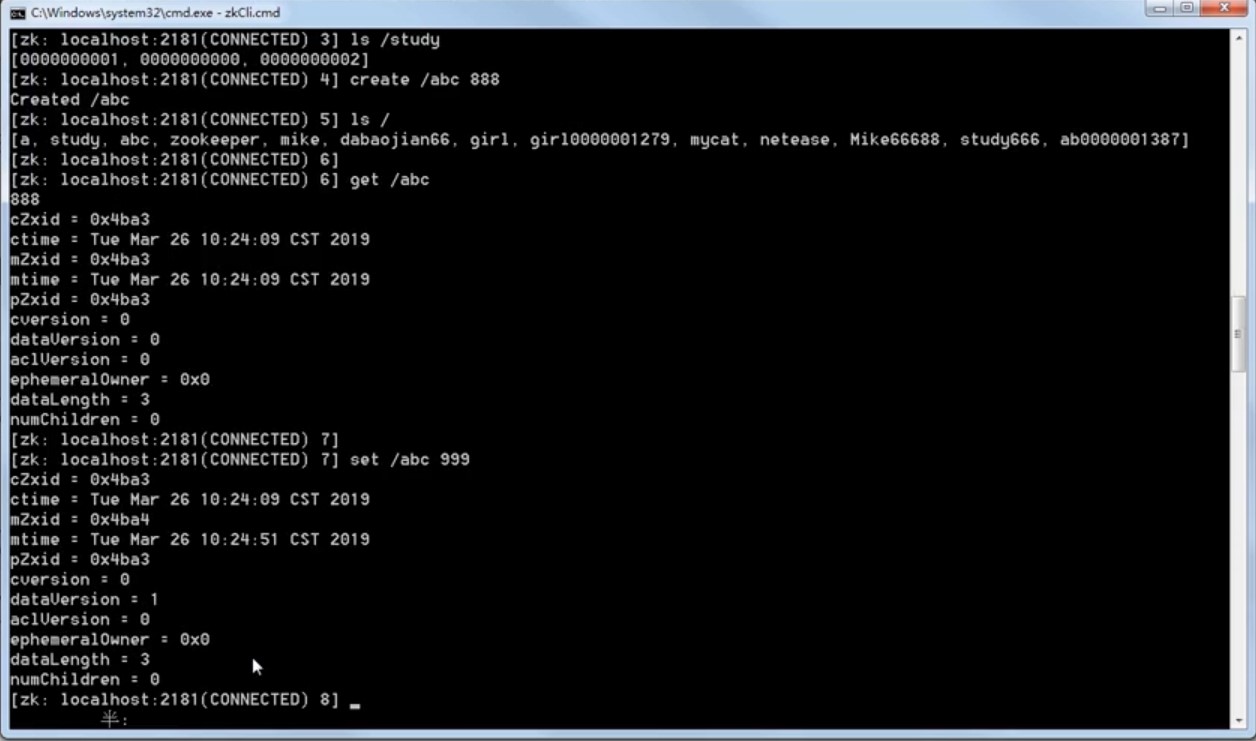 C:\Windows\system32\cmd.exe - zkCli.cmd
[zk: localhost:2181(CONNECTED) 3] ls /study
[0000000001, 0000000000, 0000000002]
[zk: localhost:2181(CONNECTED) 4] create /abc 888
Created /abc
[zk: localhost:2181(CONNECTED) 5] ls /
[a, study, abc, zookeeper, mike, dabaojian66, girl, girl0000001279, mycat, netease, Mike66688, study666, ab0000001387]
[zk: localhost:2181(CONNECTED) 6]
[zk: localhost:2181(CONNECTED) 6] get /abc
888
cZxid = 0x4ba3
ctime = Tue Mar 26 10:24:09 CST 2019
mZxid = 0x4ba3
mtime = Tue Mar 26 10:24:09 CST 2019
pZxid = 0x4ba3
cversion = 0
dataVersion = 0
aclVersion = 0
ephemeralOwner = 0x0
dataLength = 3
numChildren = 0
[zk: localhost:2181(CONNECTED) 7]
[zk: localhost:2181(CONNECTED) 7] set /abc 999
cZxid = 0x4ba3
ctime = Tue Mar 26 10:24:09 CST 2019
mZxid = 0x4ba4
mtime = Tue Mar 26 10:24:51 CST 2019
pZxid = 0x4ba3
cversion = 0
dataVersion = 1
aclVersion = 0
ephemeralOwner = 0x0
dataLength = 3
numChildren = 0
[zk: localhost:2181(CONNECTED) 8] _
半: